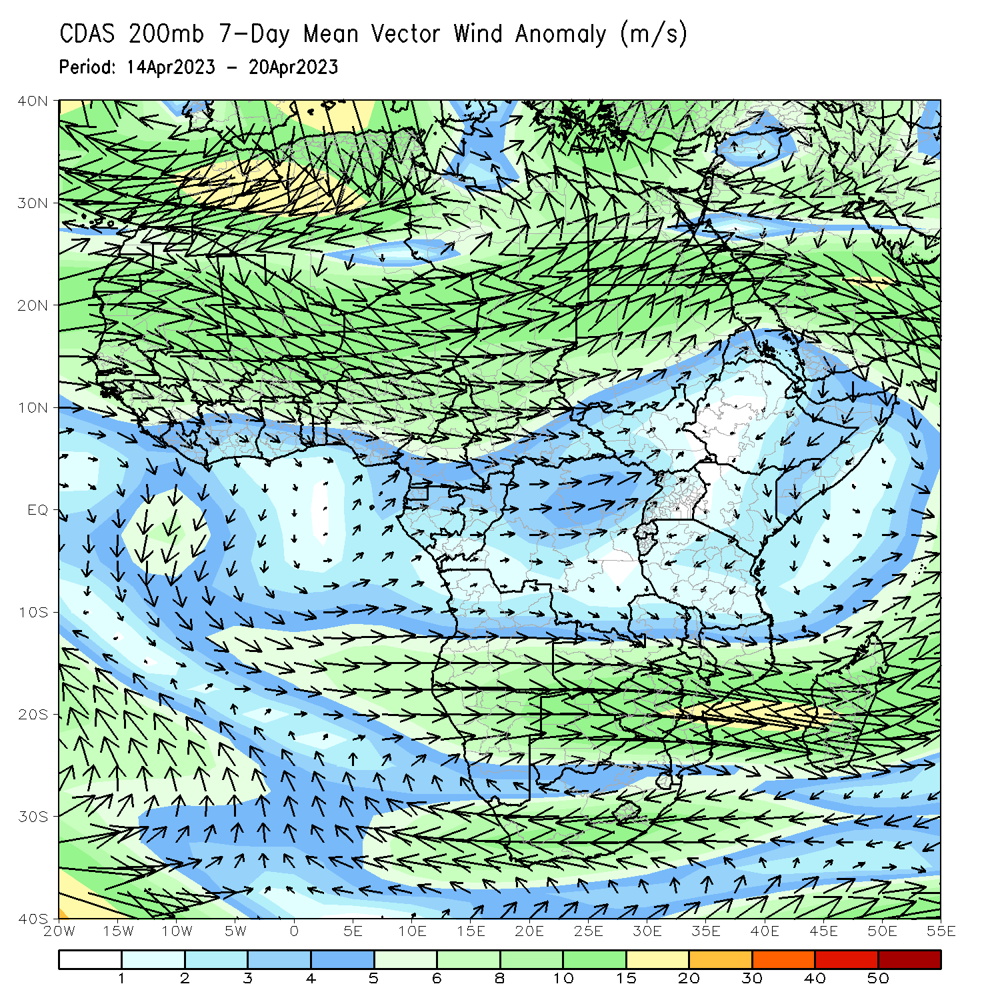 CDAS 200mb 7-Day Mean Vector Wind Anomaly (m/s)
Period: 14Apr2023 - 20Apr2023
40N
30N
20N
10N
EQ
10S
20S
30S
40S
20W 15W 10W 5W 0 5E 10E 15E 20E 25E 30E 35E 40E 45E 50E 55E
1 2 3 4 5 6 8 10 15 20 30 40 50